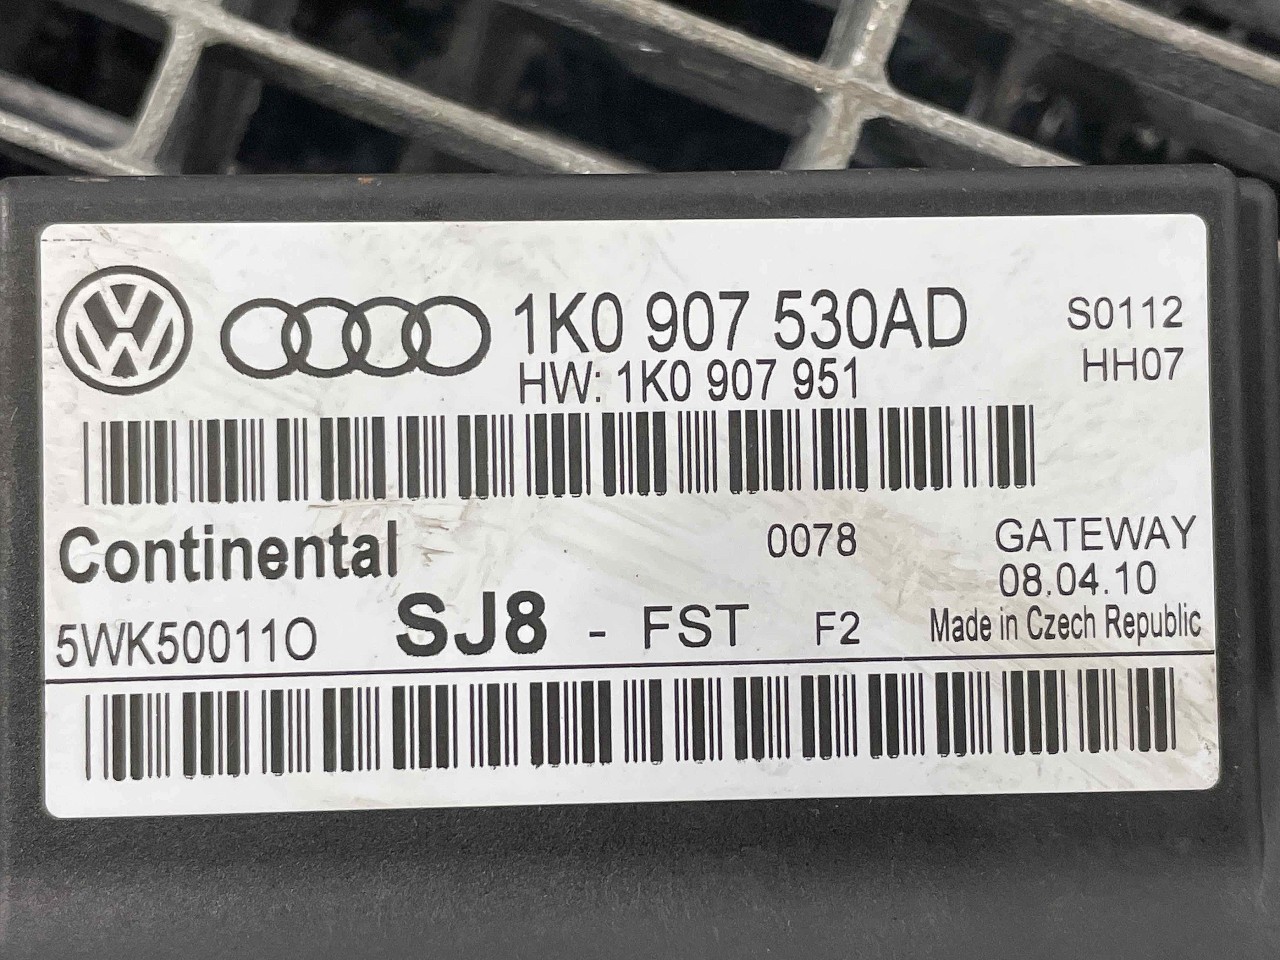 1K0 907 530AD S0112
HW: 1K0 907 951 HH07
Continental 0078 GATEWAY
08.04.10
5WK50011O SJ8 - FST F2 Made in Czech Republic